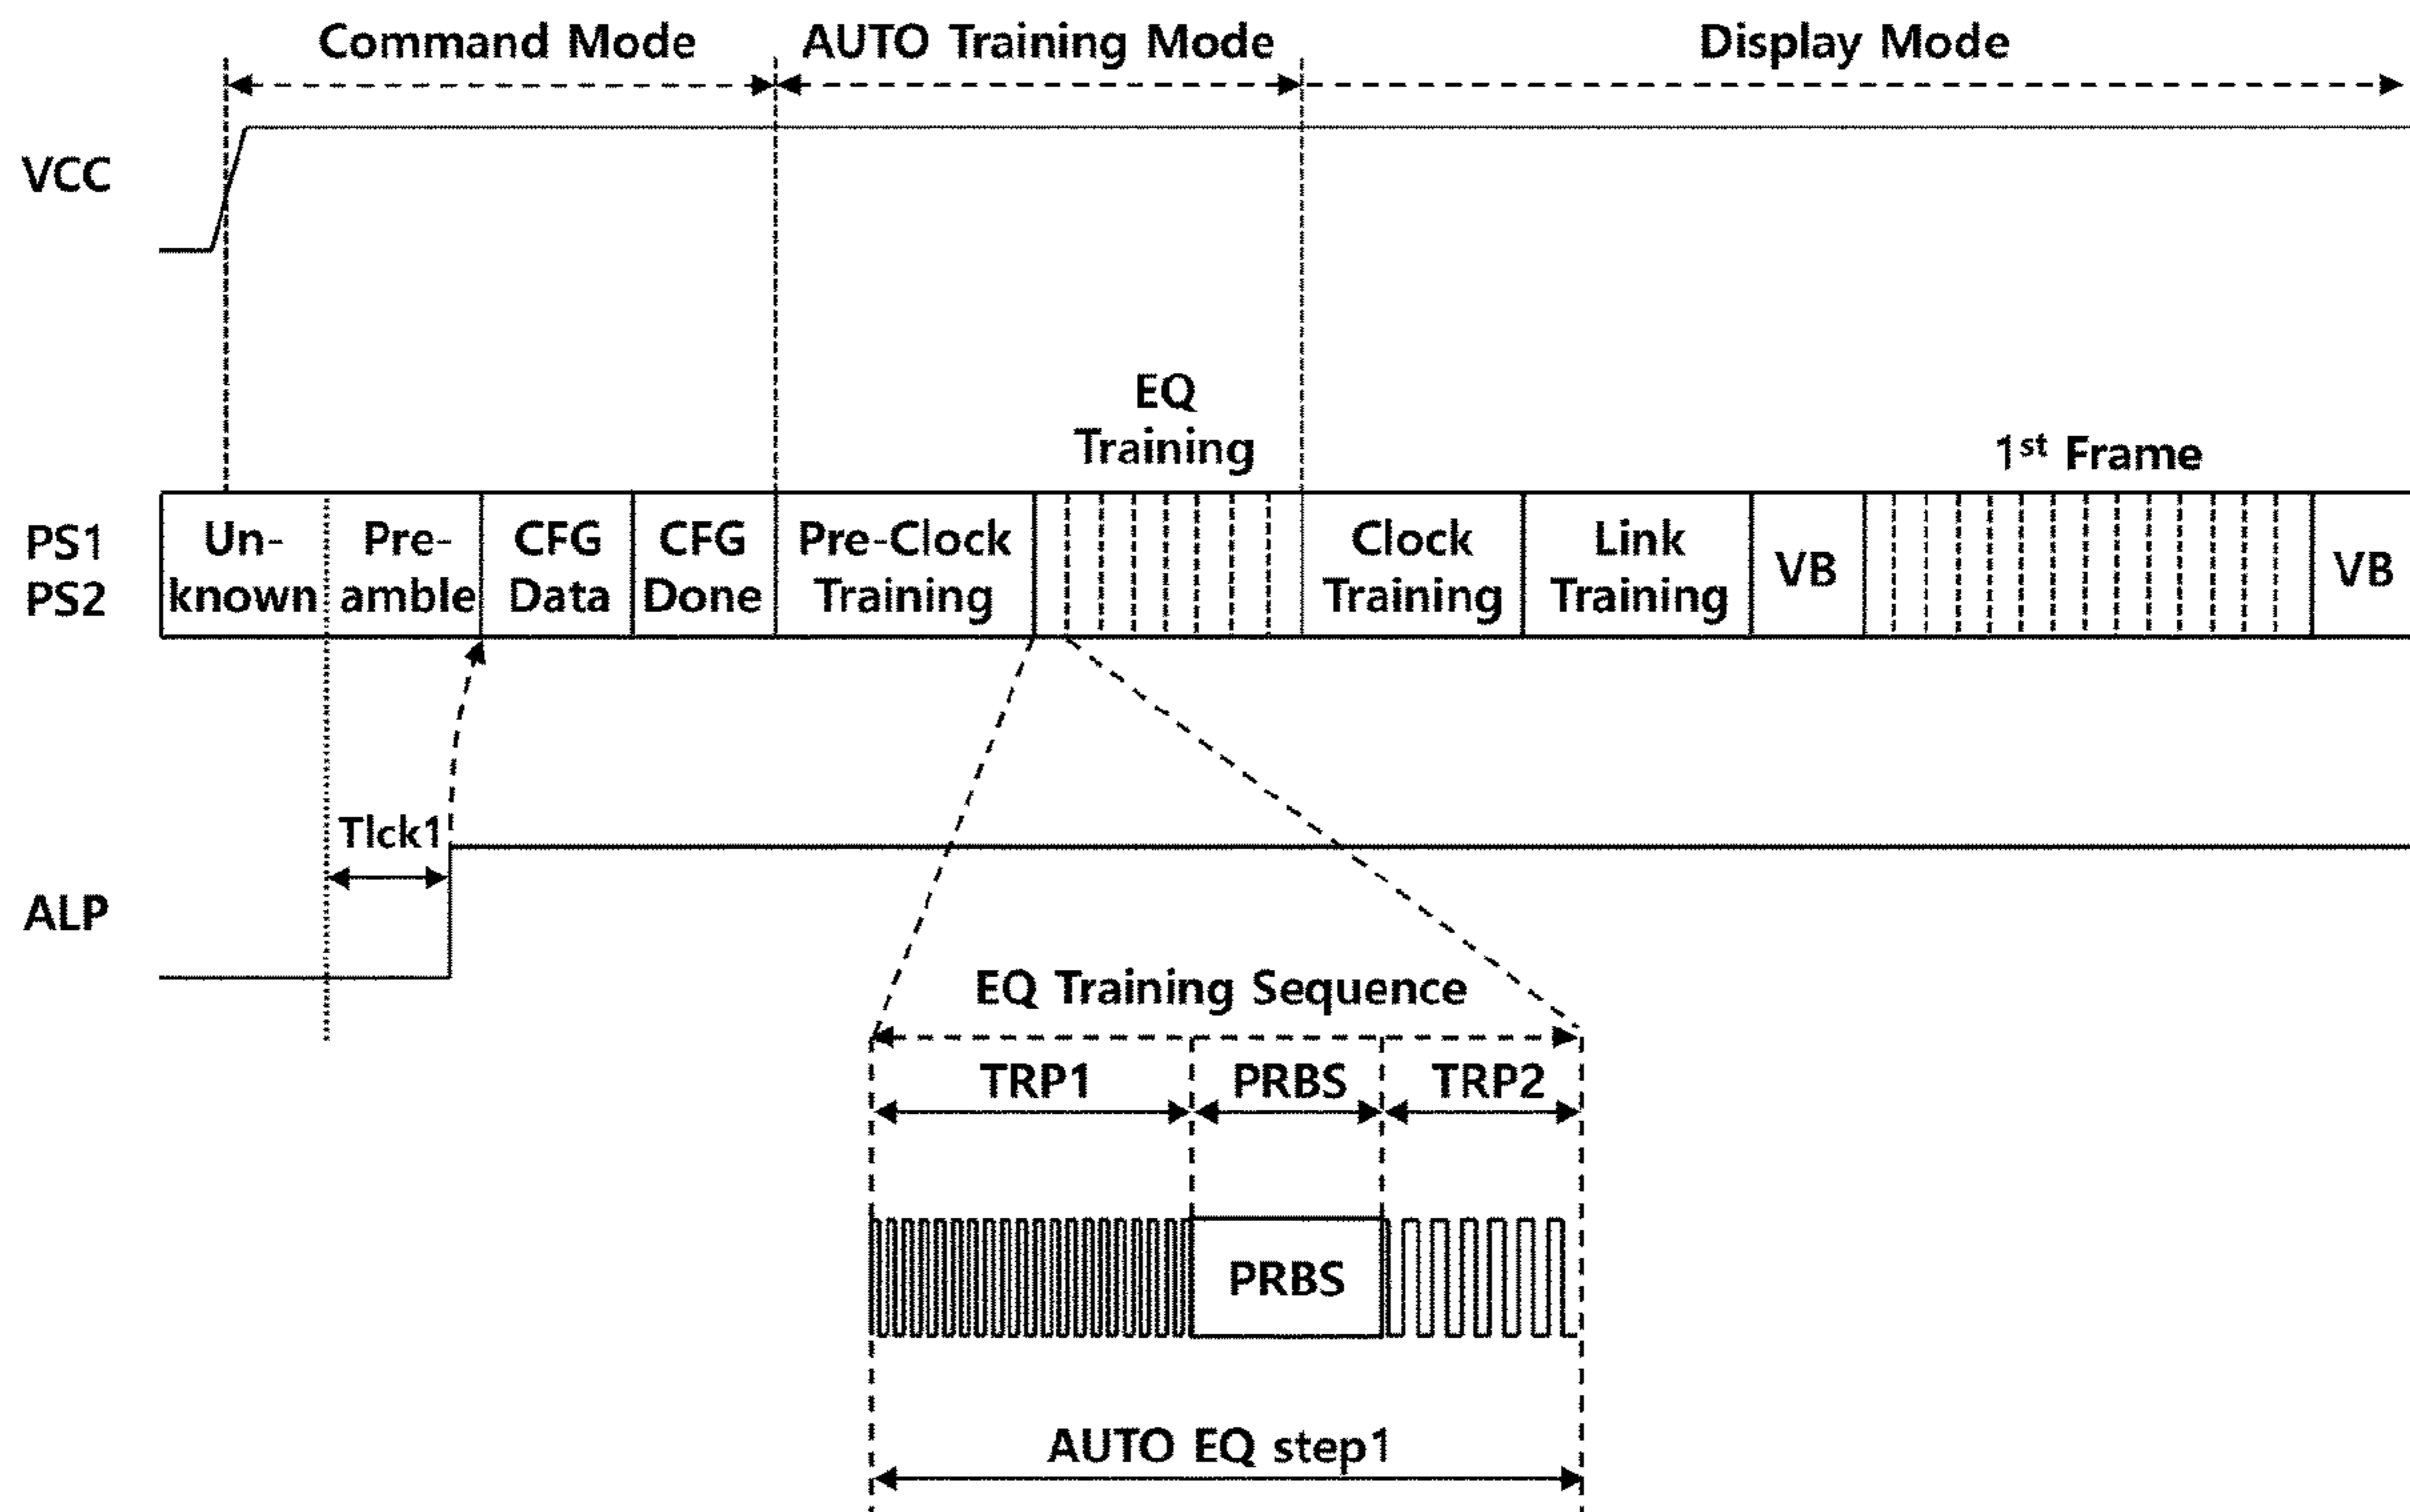 Command Mode
AUTO Training Mode
Display Mode
VCC
EQ
Training
1st Frame
PS1
PS2
Un-
known
Pre-
amble
CFG
Data
CFG
Done
Pre-Clock
Training
Clock
Training
Link
Training
VB
VB
Tlck1
ALP
EQ Training Sequence
TRP1
PRBS
TRP2
PRBS
AUTO EQ step1